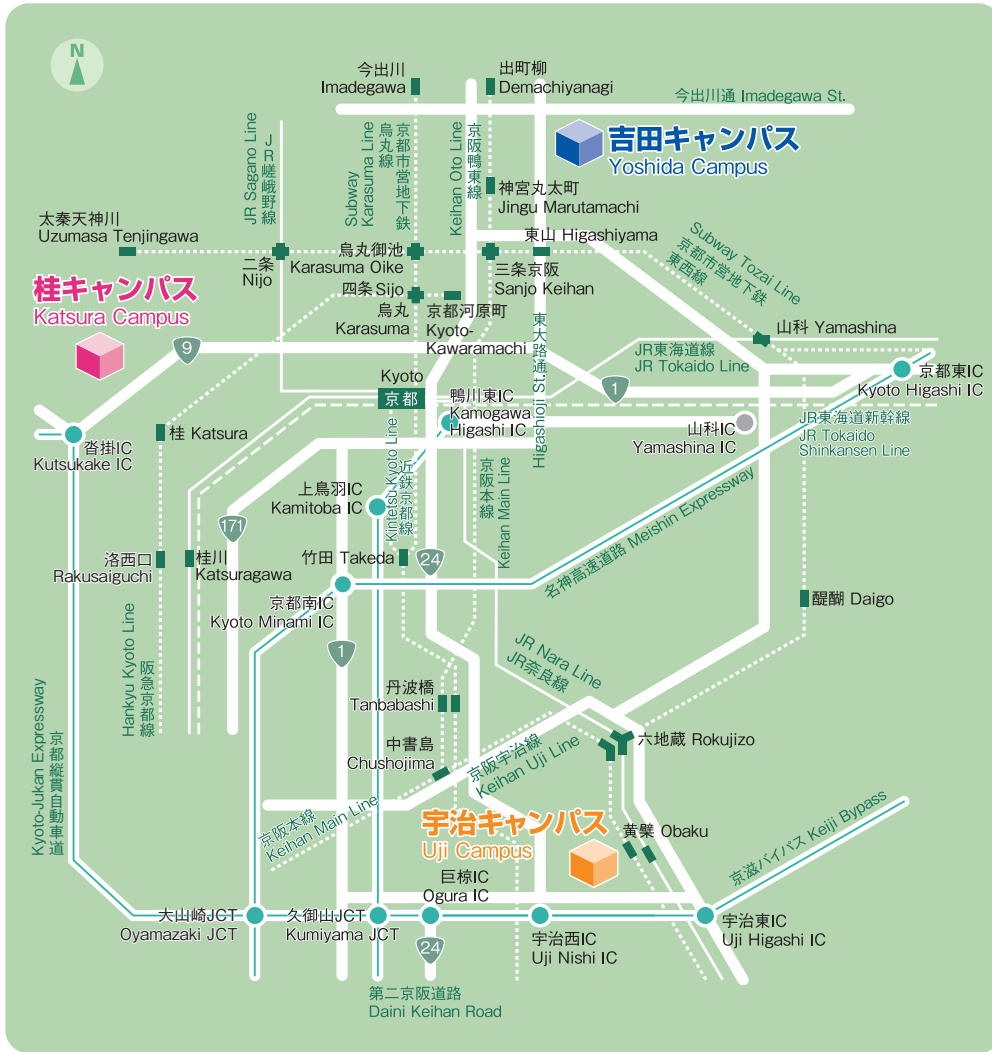 N
今出川
Imadegawa
出町柳
Demachiyanagi
今出川通 Imadegawa St.
吉田キャンパス
Yoshida Campus
JR嵯峨野線
JR Sagano Line
京都市営地下鉄
烏丸線
Subway
Karasuma Line
京阪鴨東線
Keihan Oto Line
神宮丸太町
Jingu Marutamachi
太秦天神川
Uzumasa Tenjingawa
二条
Nijo
烏丸御池
Karasuma Oike
三条京阪
Sanjo Keihan
東山 Higashiyama
Subway Tozai Line
京都市営地下鉄
東西線
四条 Sijo
烏丸
Karasuma
京都河原町
Kyoto-
Kawaramachi
桂キャンパス
Katsura Campus
9
東大路通
Higashioji St.
山科 Yamashina
JR東海道線
JR Tokaido Line
1
京都東IC
Kyoto Higashi IC
Kyoto
京都
鴨川東IC
Kamogawa
Higashi IC
山科IC
Yamashina IC
JR東海道新幹線
JR Tokaido
Shinkansen Line
沓掛IC
Kutsukake IC
桂 Katsura
近鉄京都線
Kintetsu Kyoto Line
京阪本線
Keihan Main Line
上鳥羽IC
Kamitoba IC
171
洛西口
Rakusaiguchi
桂川
Katsuragawa
竹田 Takeda
24
名神高速道路 Meishin Expressway
京都南IC
Kyoto Minami IC
醍醐 Daigo
1
JR Nara Line
JR奈良線
阪急京都線
Hankyu Kyoto Line
丹波橋
Tanbabashi
京都縦貫自動車道
Kyoto-Jukan Expressway
中書島
Chushojima
京阪宇治線
Keihan Uji Line
六地蔵 Rokujizo
京阪本線
Keihan Main Line
宇治キャンパス
Uji Campus
黄檗 Obaku
京滋バイパス Keiji Bypass
巨椋IC
Ogura IC
大山崎JCT
Oyamazaki JCT
久御山JCT
Kumiyama JCT
宇治西IC
Uji Nishi IC
宇治東IC
Uji Higashi IC
24
第二京阪道路
Daini Keihan Road